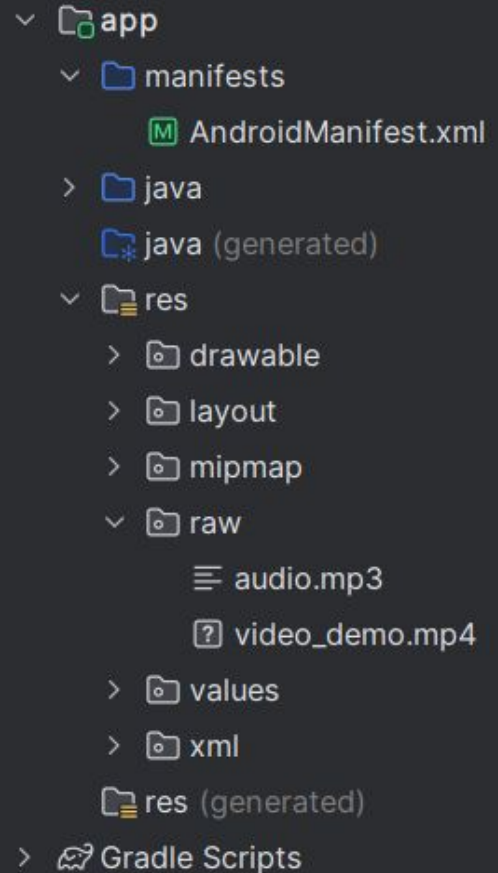 app
manifests
AndroidManifest.xml
java
java (generated)
res
drawable
layout
mipmap
raw
audio.mp3
video_demo.mp4
values
xml
res (generated)
Gradle Scripts